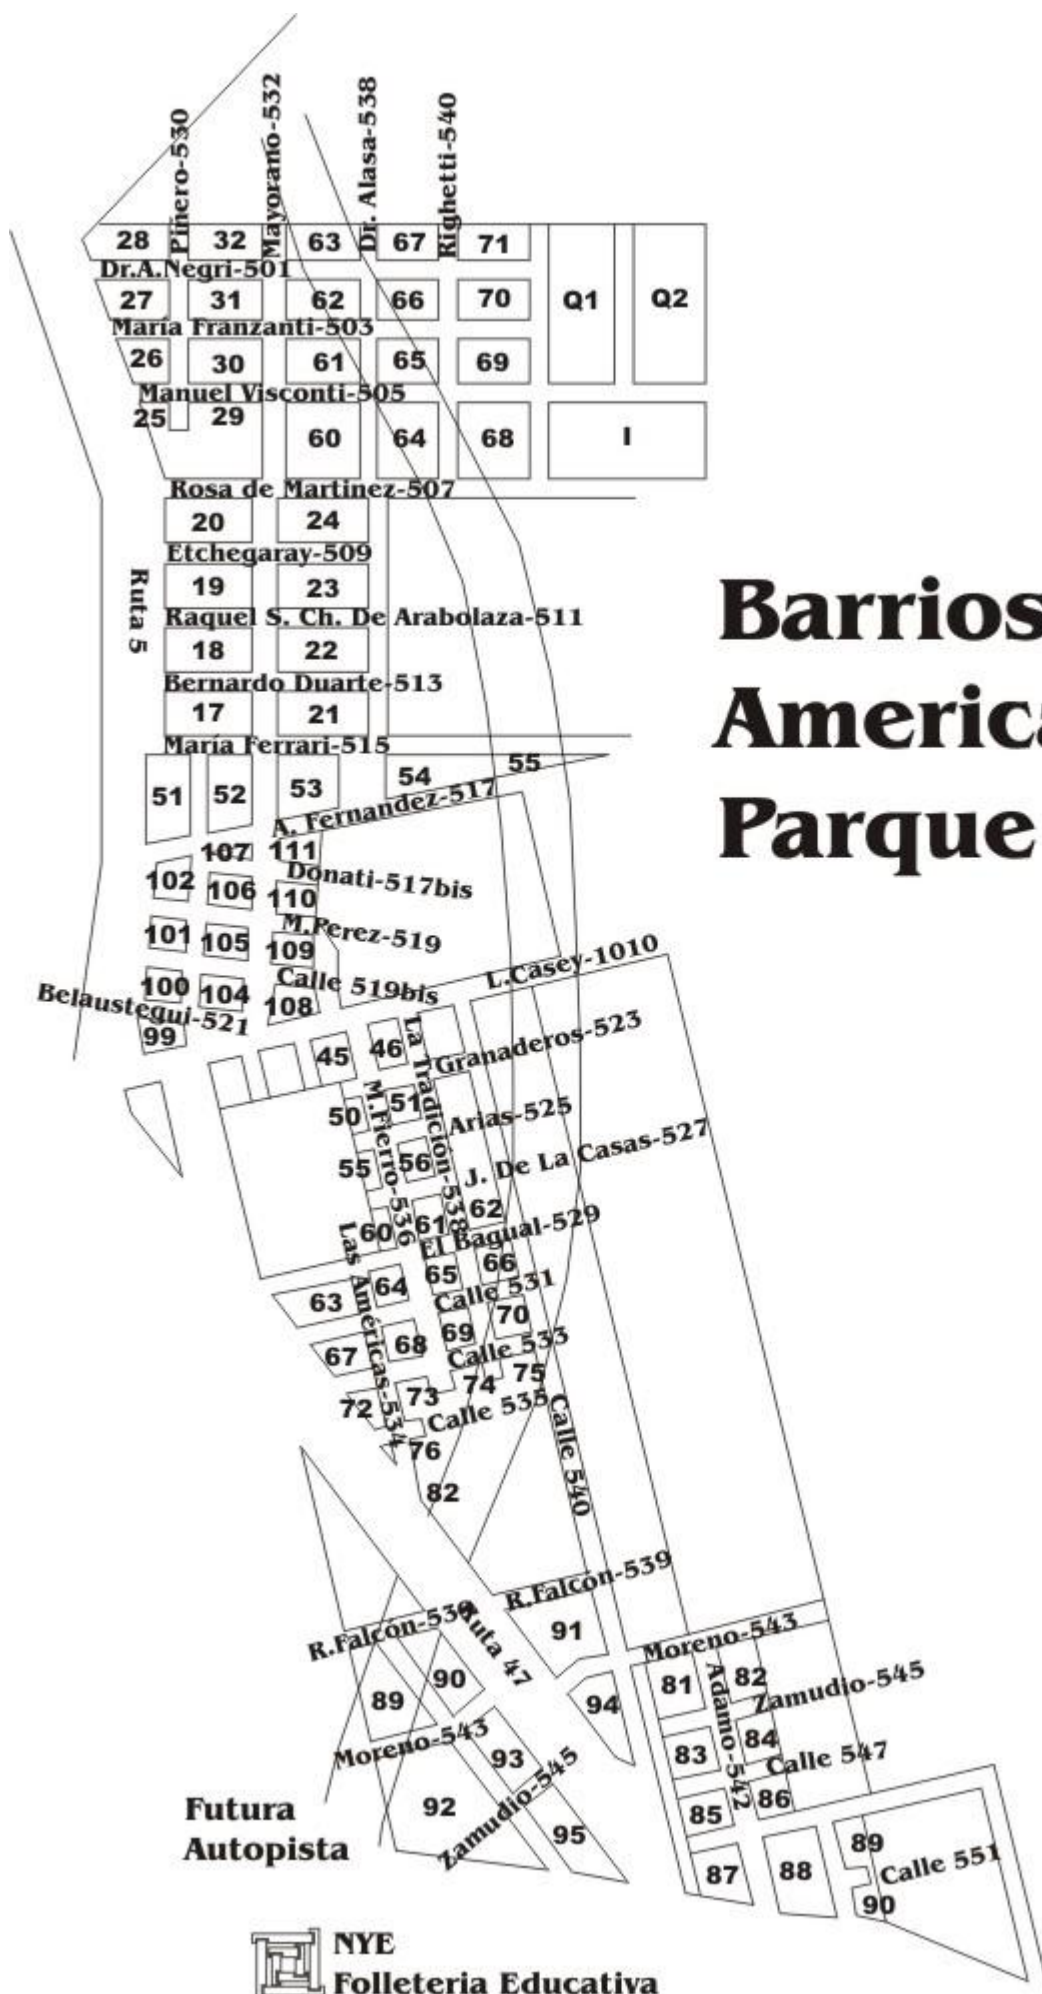 Piñero-530
Mayorano-532
Dr. Alasa-538
Righetti-540
28
32
63
67
71
Dr.A.Negri-501
27
31
62
66
70
Q1
Q2
María Franzanti-503
26
30
61
65
69
Manuel Visconti-505
25
29
60
64
68
I
Rosa de Martinez-507
20
24
Etchegaray-509
19
23
Ruta 5
Raquel S. Ch. De Arabolaza-511
18
22
Bernardo Duarte-513
17
21
María Ferrari-515
Barrios
America
Parque
51
52
53
54
55
A. Fernandez-517
107
111
102
106
110
Donati-517bis
101
105
109
M.Perez-519
100
104
108
Calle 519bis
L.Casey-1010
Belaustegui-521
99
45
46
La Tradición-538
Granaderos-523
50
51
M.Fierro-536
Arias-525
55
56
J. De La Casas-527
60
61
62
El Bagual-529
Las Américas-534
63
64
65
66
Calle 531
67
68
69
70
Calle 533
72
73
74
75
Calle 535
76
82
Calle 540
R.Falcón-539
91
R.Falcón-539
Ruta 47
Moreno-543
89
90
94
81
82
Adamo-542
Zamudio-545
Moreno-543
93
83
84
Calle 547
92
Zamudio-545
95
85
86
Futura
Autopista
87
88
89
Calle 551
90
NYE
Folleteria Educativa